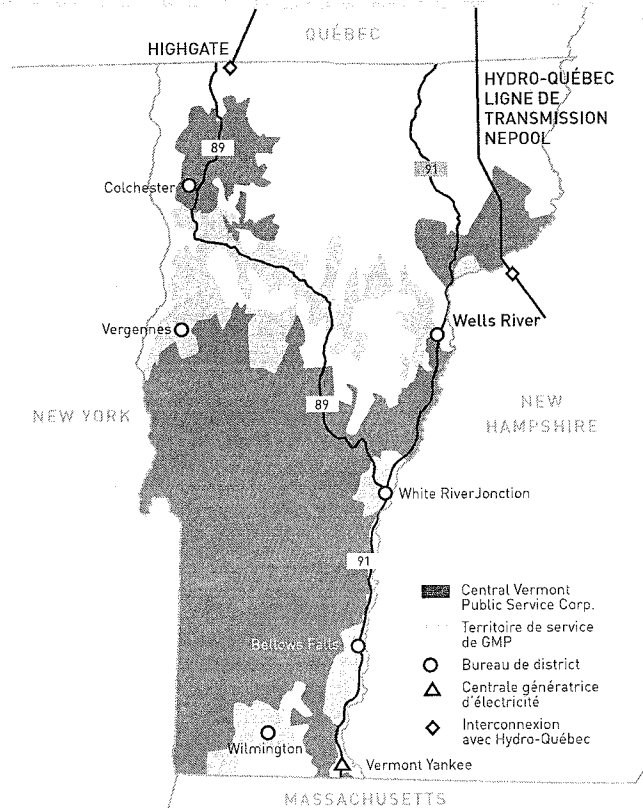 QUÉBEC
HIGHGATE
HYDRO-QUÉBEC
LIGNE DE
TRANSMISSION
NEPOOL
89
91
Colchester
Vergennes
Wells River
NEW YORK
89
NEW
HAMPSHIRE
White RiverJonction
91
Central Vermont
Public Service Corp.
Territoire de service
de GMP
Bellows Falls
Bureau de district
Centrale génératrice
d'électricité
Interconnexion
avec Hydro-Québec
Wilmington
Vermont Yankee
MASSACHUSETTS